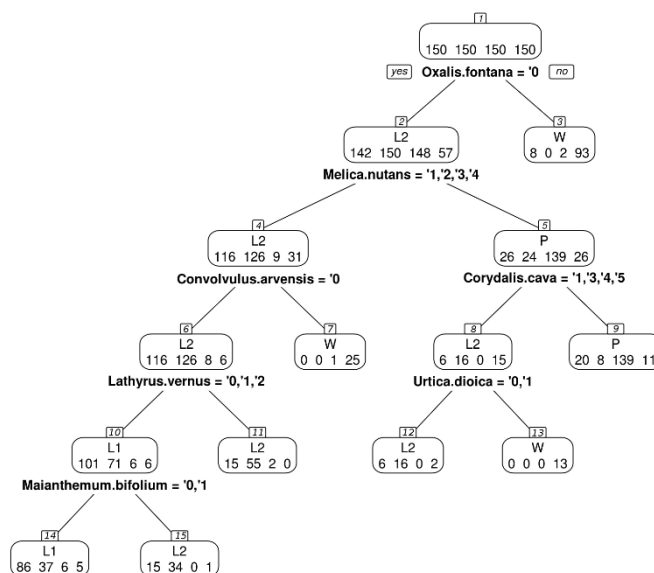 1
150 150 150 150
yes Oxalis.fontana = '0 no
2 3
L2 W
142 150 148 57 8 0 2 93
Melica.nutans = '1,'2,'3,'4
4 5
L2 P
116 126 9 31 26 24 139 26
Convolvulus.arvensis = '0 Corydalis.cava = '1,'3,'4,'5
6 7 8 9
L2 W L2 P
116 126 8 6 0 0 1 25 6 16 0 15 20 8 139 11
Lathyrus.vernus = '0,'1,'2 Urtica.dioica = '0,'1
10 11 12 13
L1 L2 L2 W
101 71 6 6 15 55 2 0 6 16 0 2 0 0 0 13
Maianthemum.bifolium = '0,'1
14 15
L1 L2
86 37 6 5 15 34 0 1